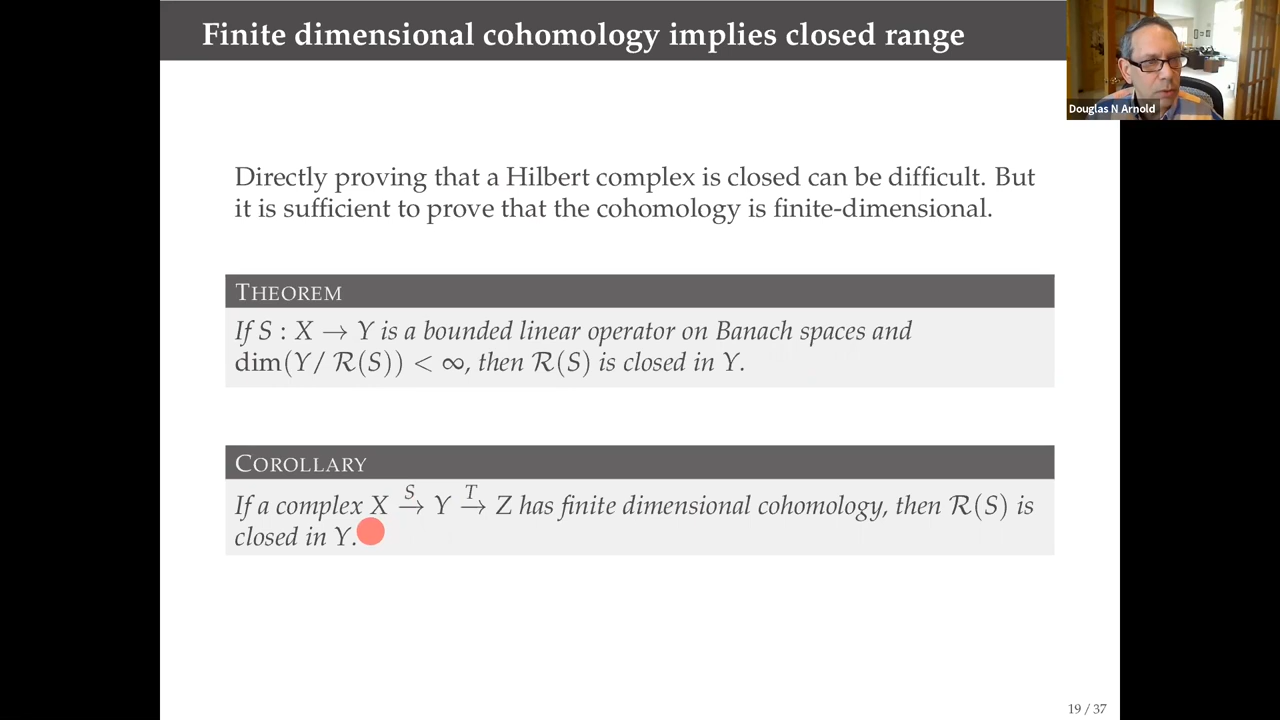 Finite dimensional cohomology implies closed range
Douglas N Arnold
Directly proving that a Hilbert complex is closed can be difficult. But
it is sufficient to prove that the cohomology is finite-dimensional.
THEOREM
If S : X → Y is a bounded linear operator on Banach spaces and
dim(Y/ R(S)) < ∞, then R(S) is closed in Y.
COROLLARY
If a complex X \xrightarrow{S} Y \xrightarrow{T} Z has finite dimensional cohomology, then R(S) is
closed in Y.
19 / 37